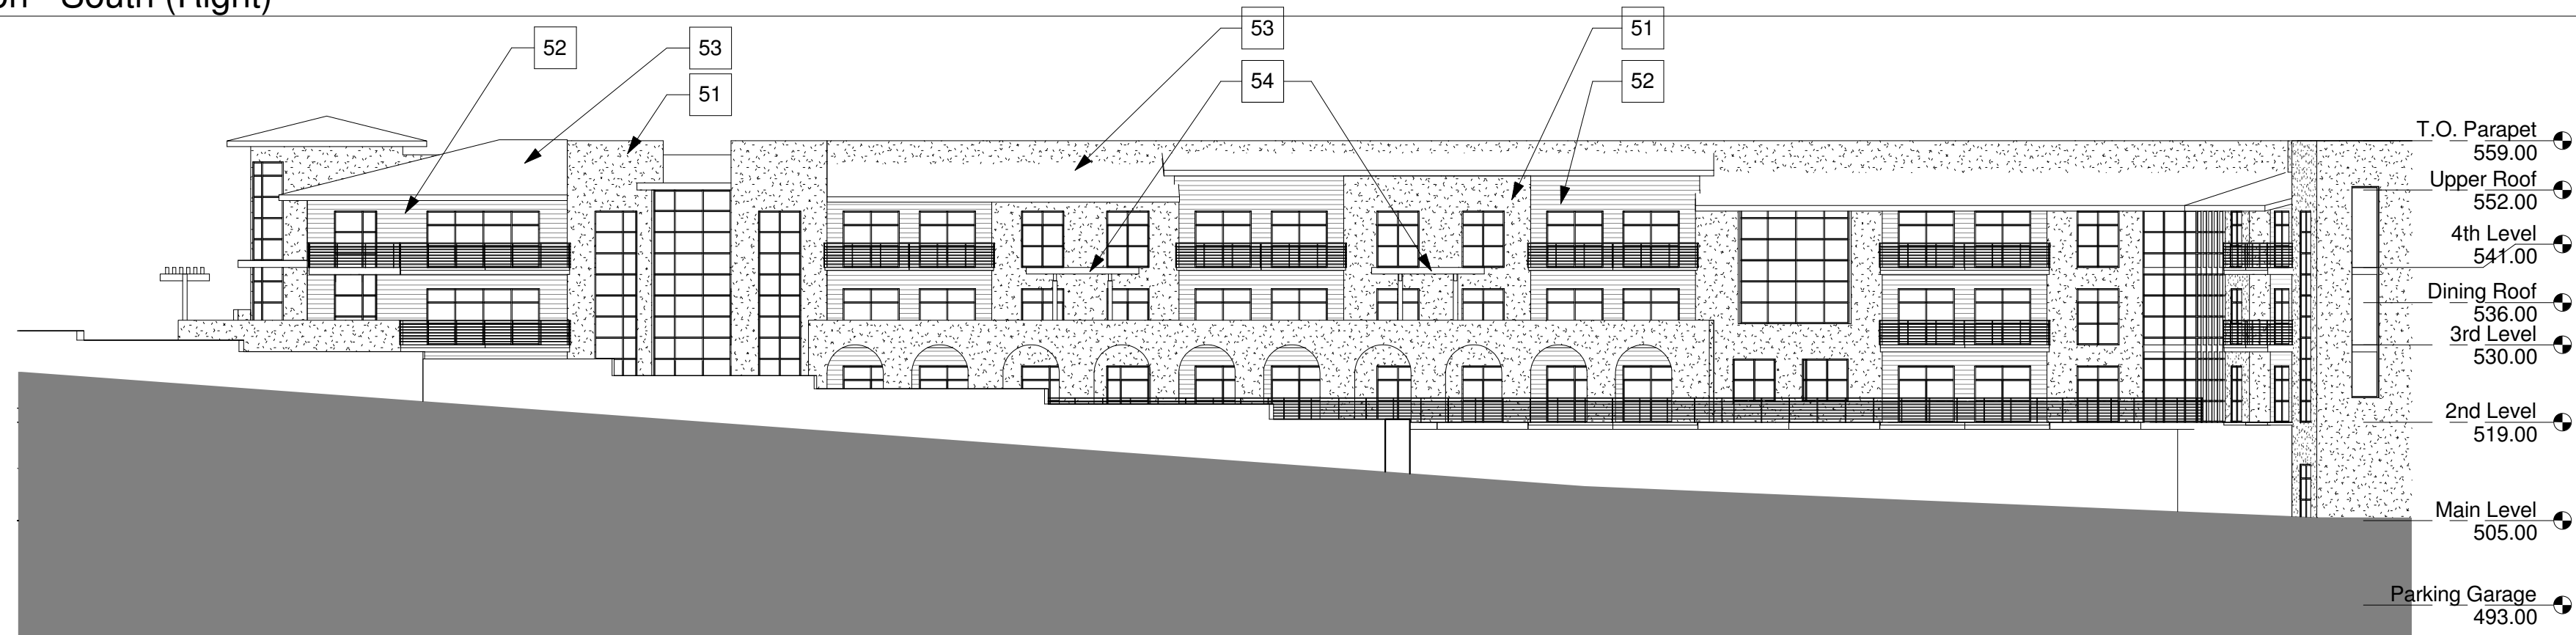 South (Right)
52
53
51
53
54
51
52
T.O. Parapet
559.00
Upper Roof
552.00
4th Level
541.00
Dining Roof
536.00
3rd Level
530.00
2nd Level
519.00
Main Level
505.00
Parking Garage
493.00